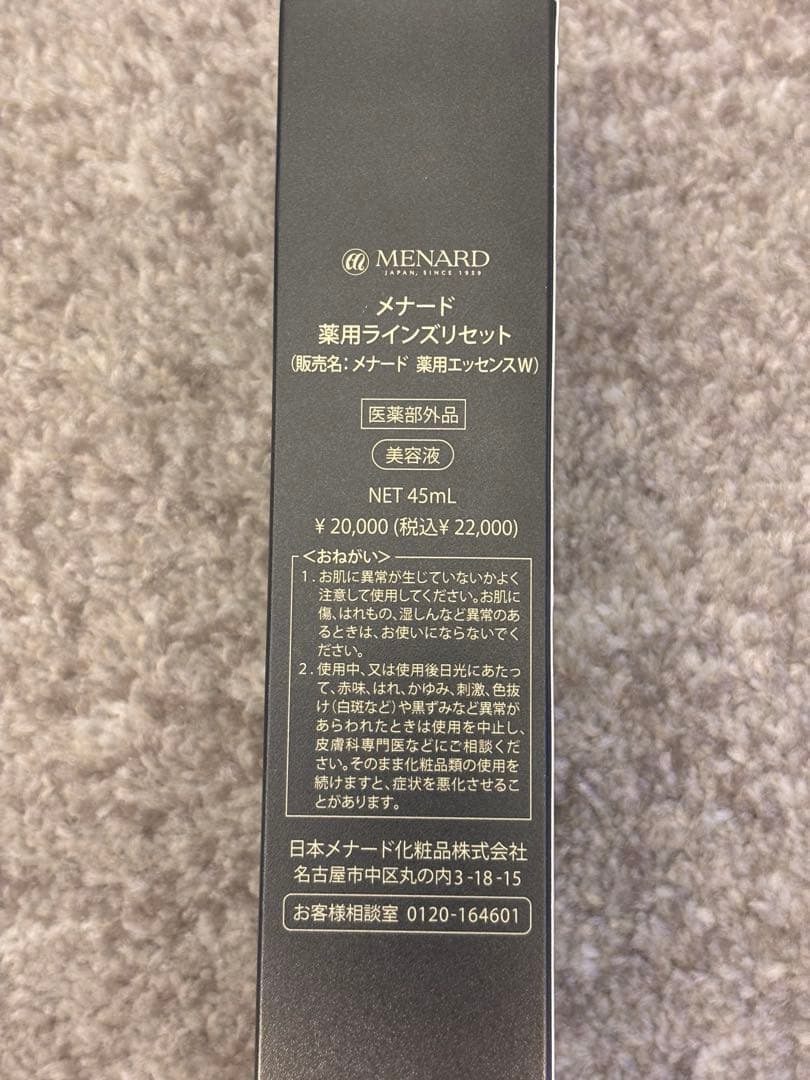 MENARD
JAPAN, SINCE 1959
メナード
薬用ラインズリセット
(販売名：メナード 薬用エッセンスW)
医薬部外品
美容液
NET 45mL
¥ 20,000 (税込¥ 22,000)
<おねがい>
1. お肌に異常が生じていないかよく
注意して使用してください。お肌に
傷、はれもの、湿しんなど異常のあ
るときは、お使いにならないでく
ださい。
2. 使用中、又は使用後日光にあたっ
て、赤味、はれ、かゆみ、刺激、色抜
け(白斑など)や黒ずみなど異常が
あらわれたときは使用を中止し、
皮膚科専門医などにご相談くだ
さい。そのまま化粧品類の使用を
続けますと、症状を悪化させるこ
とがあります。
日本メナード化粧品株式会社
名古屋市中区丸の内3-18-15
お客様相談室 0120-164601